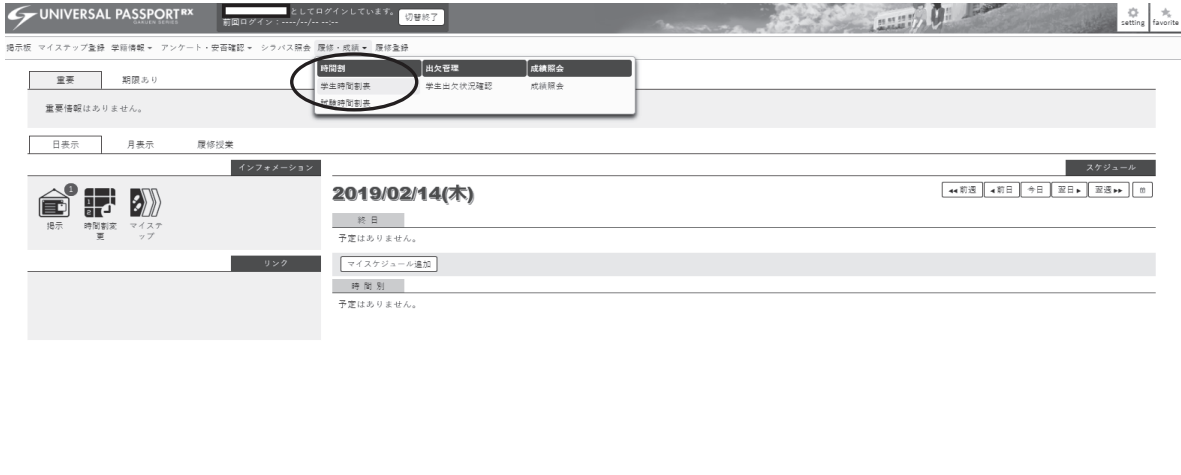 UNIVERSAL PASSPORT RX
GAKUEN SERIES
としてログインしています。
前回ログイン：----/--/-- --:--
切替終了
setting
favorite
掲示板 マイステップ登録 学籍情報 アンケート・安否確認 シラバス照会 履修・成績 履修登録
時間割 出欠管理 成績照会
学生時間割表 学生出欠状況確認 成績照会
試験時間割表
重要 期限あり
重要情報はありません。
日表示 月表示 履修授業
インフォメーション
スケジュール
1
掲示
時間割変更
マイステップ
2019/02/14(木)
前週 前日 今日 翌日 翌週
終日
予定はありません。
リンク
マイスケジュール追加
時間別
予定はありません。